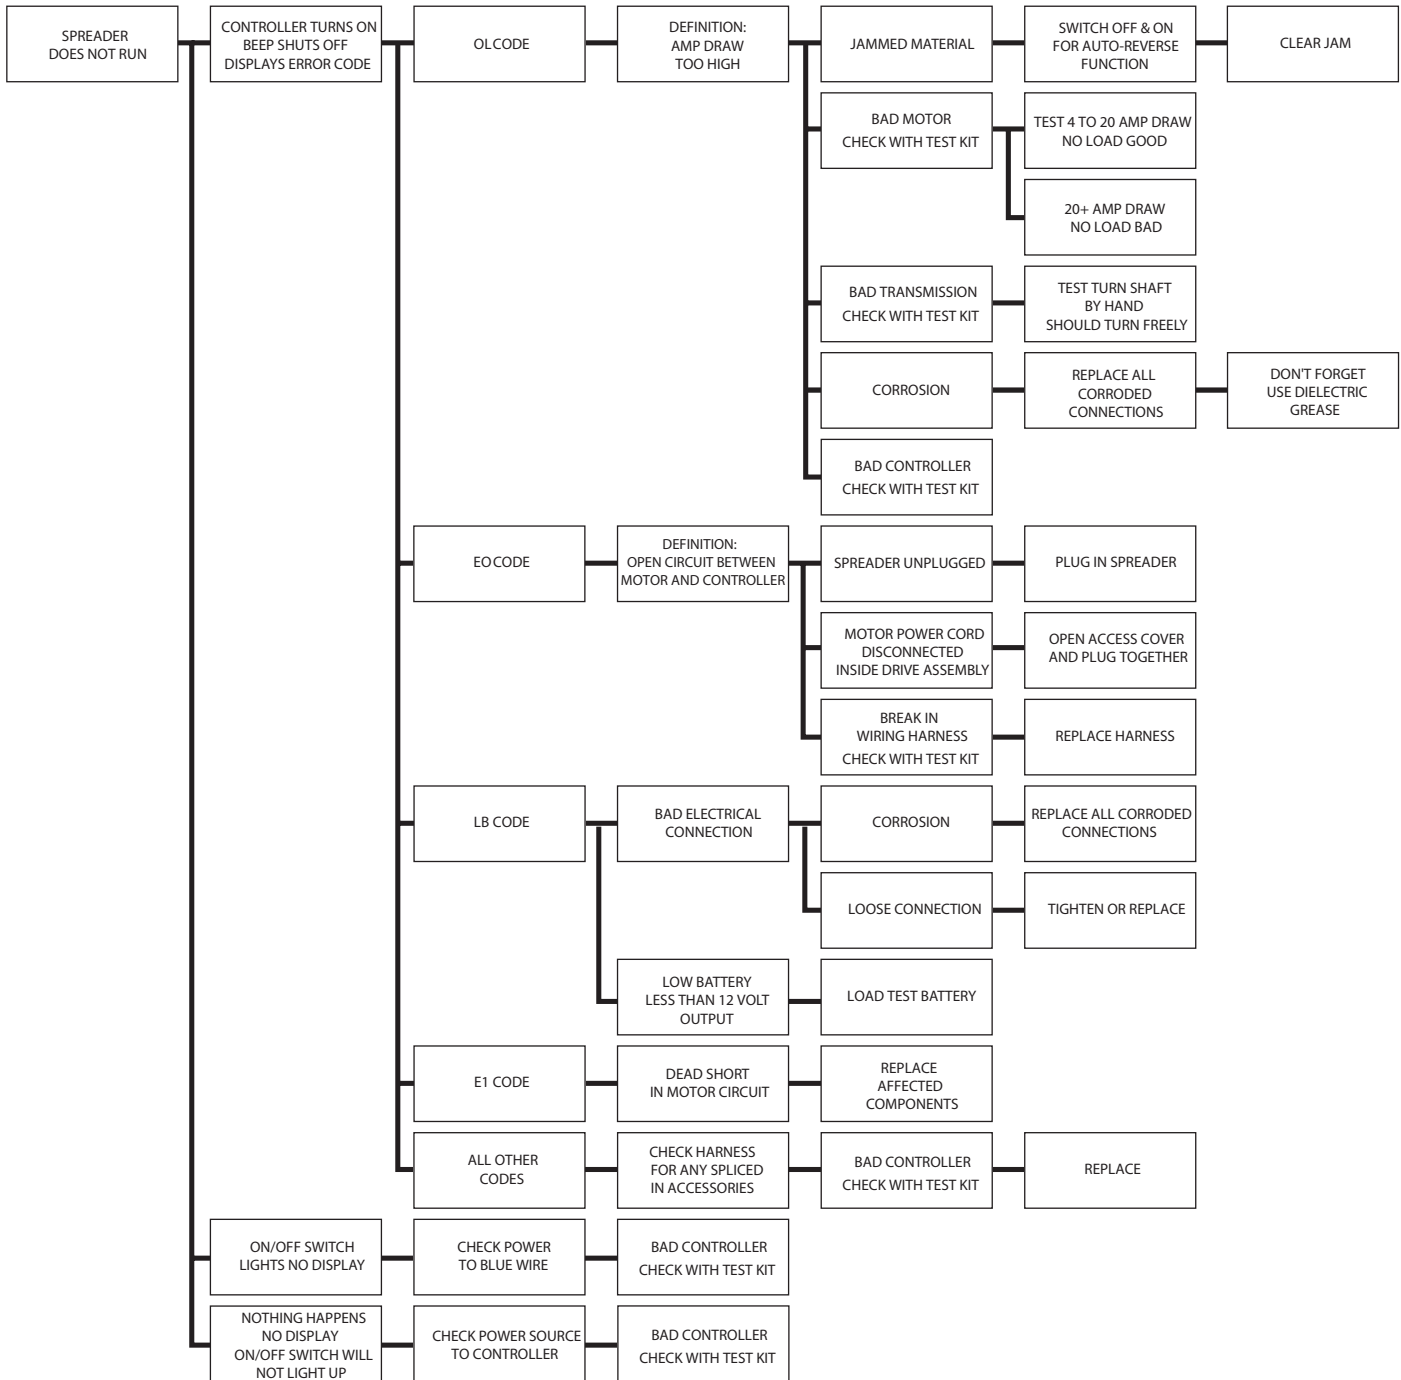 SPREADER
DOES NOT RUN
CONTROLLER TURNS ON
BEEP SHUTS OFF
DISPLAYS ERROR CODE
OL CODE
DEFINITION:
AMP DRAW
TOO HIGH
JAMMED MATERIAL
SWITCH OFF & ON
FOR AUTO-REVERSE
FUNCTION
CLEAR JAM
BAD MOTOR
CHECK WITH TEST KIT
TEST 4 TO 20 AMP DRAW
NO LOAD GOOD
20+ AMP DRAW
NO LOAD BAD
BAD TRANSMISSION
CHECK WITH TEST KIT
TEST TURN SHAFT
BY HAND
SHOULD TURN FREELY
CORROSION
REPLACE ALL
CORRODED
CONNECTIONS
DON'T FORGET
USE DIELECTRIC
GREASE
BAD CONTROLLER
CHECK WITH TEST KIT
EO CODE
DEFINITION:
OPEN CIRCUIT BETWEEN
MOTOR AND CONTROLLER
SPREADER UNPLUGGED
PLUG IN SPREADER
MOTOR POWER CORD
DISCONNECTED
INSIDE DRIVE ASSEMBLY
OPEN ACCESS COVER
AND PLUG TOGETHER
BREAK IN
WIRING HARNESS
CHECK WITH TEST KIT
REPLACE HARNESS
LB CODE
BAD ELECTRICAL
CONNECTION
CORROSION
REPLACE ALL CORRODED
CONNECTIONS
LOOSE CONNECTION
TIGHTEN OR REPLACE
LOW BATTERY
LESS THAN 12 VOLT
OUTPUT
LOAD TEST BATTERY
E1 CODE
DEAD SHORT
IN MOTOR CIRCUIT
REPLACE
AFFECTED
COMPONENTS
ALL OTHER
CODES
CHECK HARNESS
FOR ANY SPLICED
IN ACCESSORIES
BAD CONTROLLER
CHECK WITH TEST KIT
REPLACE
ON/OFF SWITCH
LIGHTS NO DISPLAY
CHECK POWER
TO BLUE WIRE
BAD CONTROLLER
CHECK WITH TEST KIT
NOTHING HAPPENS
NO DISPLAY
ON/OFF SWITCH WILL
NOT LIGHT UP
CHECK POWER SOURCE
TO CONTROLLER
BAD CONTROLLER
CHECK WITH TEST KIT